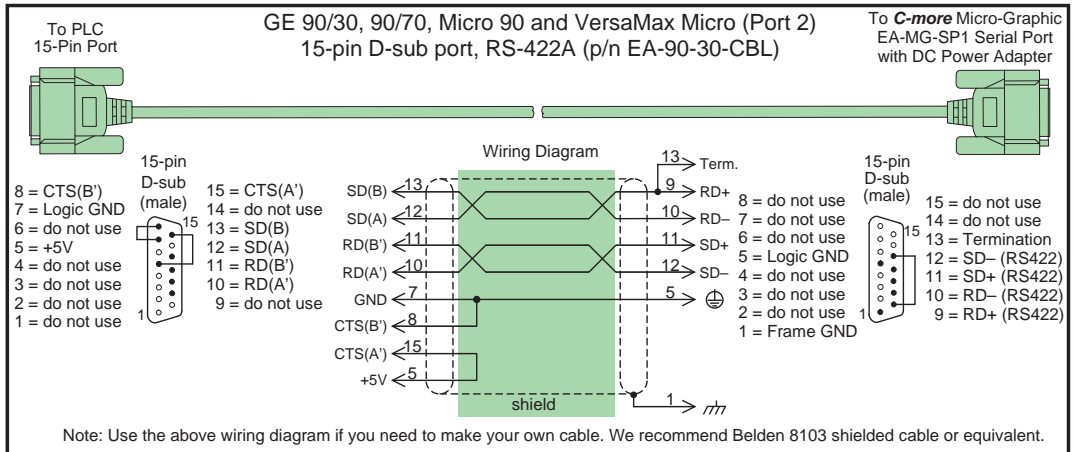 To PLC
15-Pin Port
GE 90/30, 90/70, Micro 90 and VersaMax Micro (Port 2)
15-pin D-sub port, RS-422A (p/n EA-90-30-CBL)
To C-more Micro-Graphic
EA-MG-SP1 Serial Port
with DC Power Adapter
8 = CTS(B’)
7 = Logic GND
6 = do not use
5 = +5V
4 = do not use
3 = do not use
2 = do not use
1 = do not use
15-pin
D-sub
(male)
15
1
15 = CTS(A’)
14 = do not use
13 = SD(B)
12 = SD(A)
11 = RD(B’)
10 = RD(A’)
9 = do not use
Wiring Diagram
SD(B) 13
SD(A) 12
RD(B’) 11
RD(A’) 10
GND 7
CTS(B’) 8
CTS(A’) 15
+5V 5
shield
13 Term.
9 RD+
10 RD–
11 SD+
12 SD–
5
1
8 = do not use
7 = do not use
6 = do not use
5 = Logic GND
4 = do not use
3 = do not use
2 = do not use
1 = Frame GND
15-pin
D-sub
(male)
15
1
15 = do not use
14 = do not use
13 = Termination
12 = SD– (RS422)
11 = SD+ (RS422)
10 = RD– (RS422)
9 = RD+ (RS422)
Note: Use the above wiring diagram if you need to make your own cable. We recommend Belden 8103 shielded cable or equivalent.